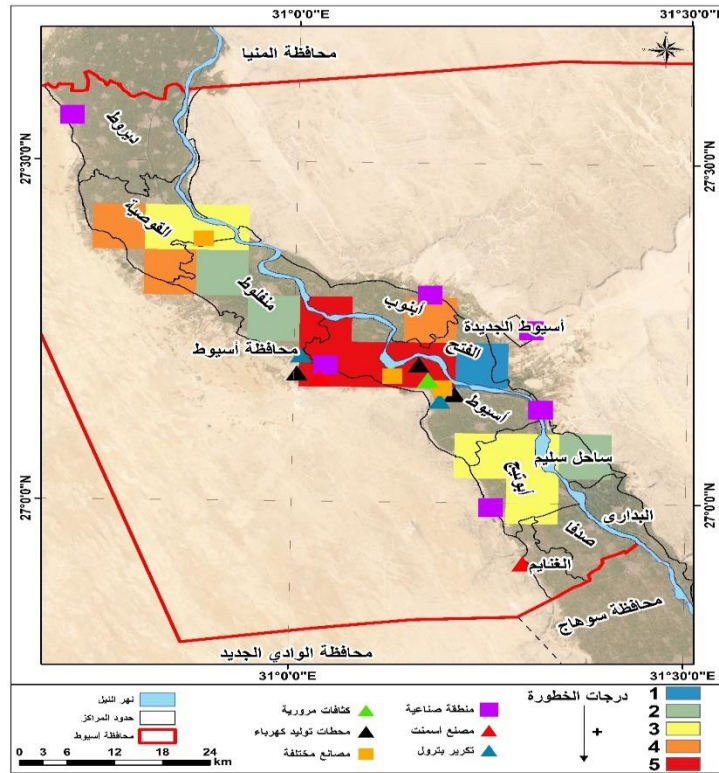 31°0'0"E
31°30'0"E
محافظة المنيا
ديروط
27°30'0"N
27°30'0"N
القوصية
منفلوط
أبنوب
أسيوط الجديدة
الفتح
محافظة أسيوط
أسيوط
ساحل سليم
أبوتيج
27°0'0"N
27°0'0"N
البدارى
صدفا
الغنايم
محافظة سوهاج
محافظة الوادي الجديد
31°0'0"E
31°30'0"E
درجات الخطورة
+
1
2
3
4
5
منطقة صناعية
مصنع اسمنت
تكرير بترول
كثافات مرورية
محطات توليد كهرباء
مصانع مختلفة
نهر النيل
حدود المراكز
محافظة اسيوط
0 3 6 12 18 24
km